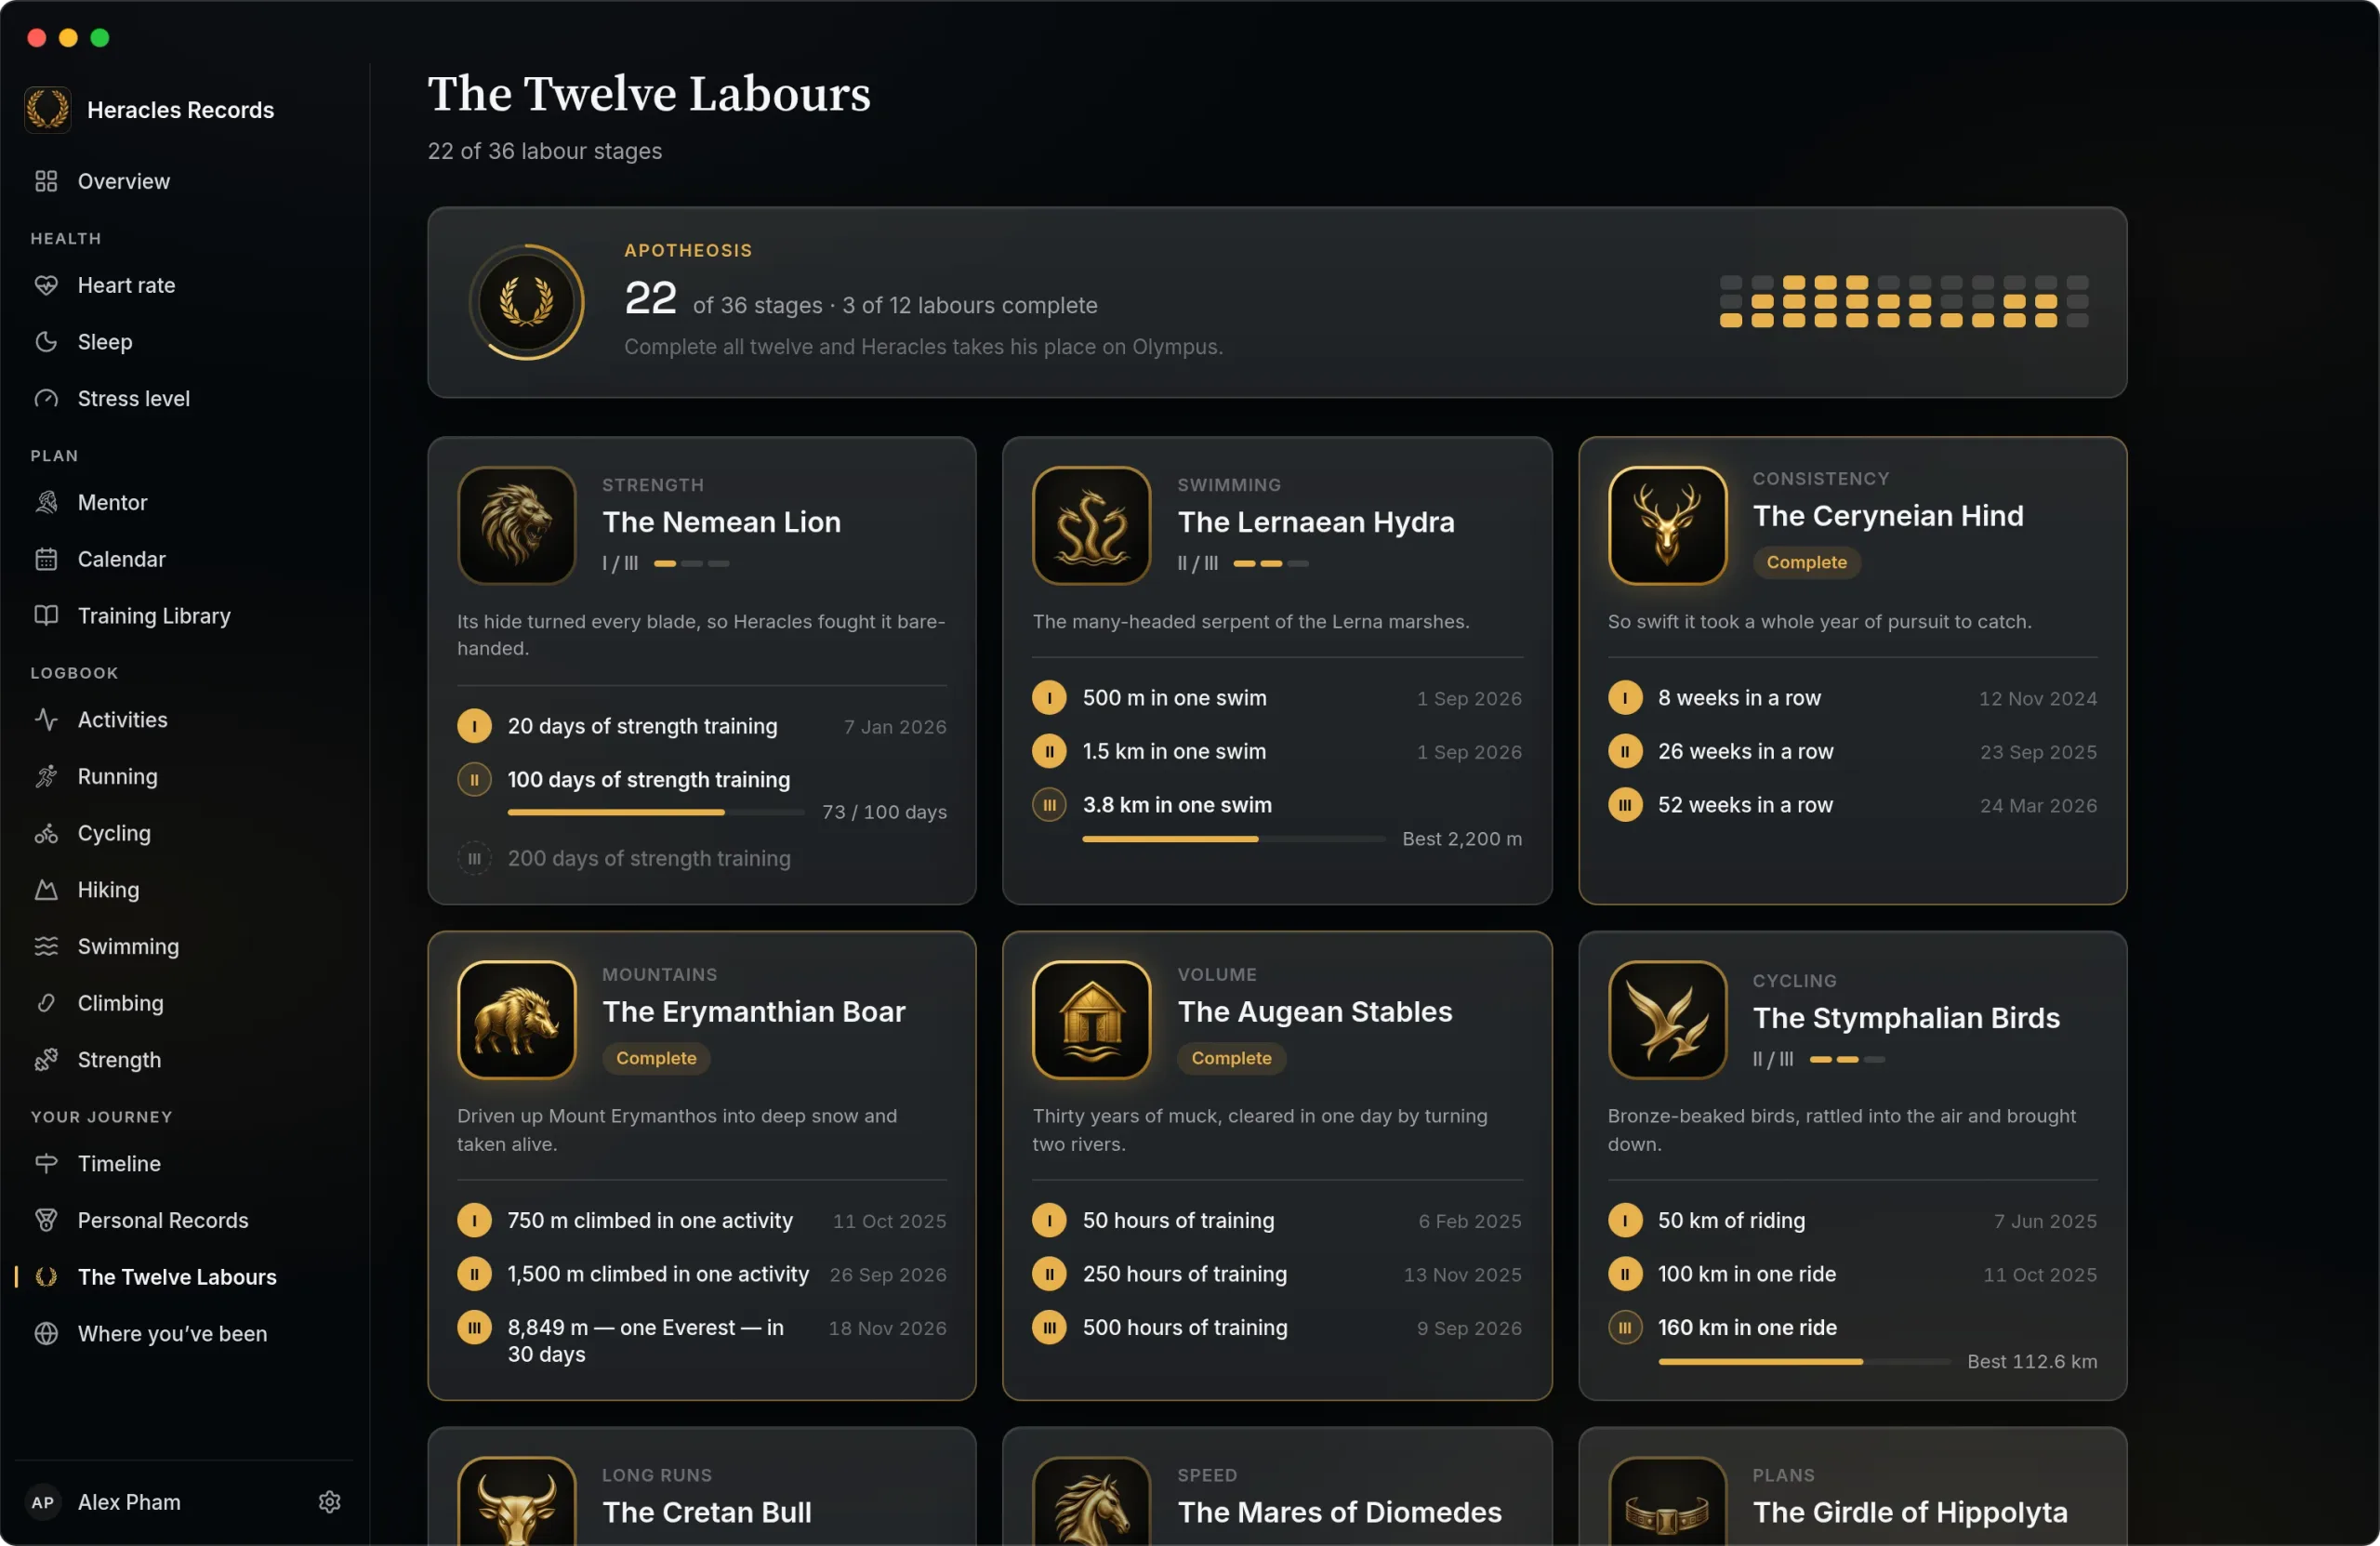 Heracles Records
Overview
HEALTH
Heart rate
Sleep
Stress level
PLAN
Mentor
Calendar
Training Library
LOGBOOK
Activities
Running
Cycling
Hiking
Swimming
Climbing
Strength
YOUR JOURNEY
Timeline
Personal Records
The Twelve Labours
Where you’ve been
AP Alex Pham
The Twelve Labours
22 of 36 labour stages
APOTHEOSIS
22 of 36 stages · 3 of 12 labours complete
Complete all twelve and Heracles takes his place on Olympus.
STRENGTH
The Nemean Lion
I / III
Its hide turned every blade, so Heracles fought it bare-
handed.
I 20 days of strength training 7 Jan 2026
II 100 days of strength training
73 / 100 days
III 200 days of strength training
SWIMMING
The Lernaean Hydra
II / III
The many-headed serpent of the Lerna marshes.
I 500 m in one swim 1 Sep 2026
II 1.5 km in one swim 1 Sep 2026
III 3.8 km in one swim
Best 2,200 m
CONSISTENCY
The Ceryneian Hind
Complete
So swift it took a whole year of pursuit to catch.
I 8 weeks in a row 12 Nov 2024
II 26 weeks in a row 23 Sep 2025
III 52 weeks in a row 24 Mar 2026
MOUNTAINS
The Erymanthian Boar
Complete
Driven up Mount Erymanthos into deep snow and
taken alive.
I 750 m climbed in one activity 11 Oct 2025
II 1,500 m climbed in one activity 26 Sep 2026
III 8,849 m — one Everest — in 18 Nov 2026
30 days
VOLUME
The Augean Stables
Complete
Thirty years of muck, cleared in one day by turning
two rivers.
I 50 hours of training 6 Feb 2025
II 250 hours of training 13 Nov 2025
III 500 hours of training 9 Sep 2026
CYCLING
The Stymphalian Birds
II / III
Bronze-beaked birds, rattled into the air and brought
down.
I 50 km of riding 7 Jun 2025
II 100 km in one ride 11 Oct 2025
III 160 km in one ride
Best 112.6 km
LONG RUNS
The Cretan Bull
SPEED
The Mares of Diomedes
PLANS
The Girdle of Hippolyta